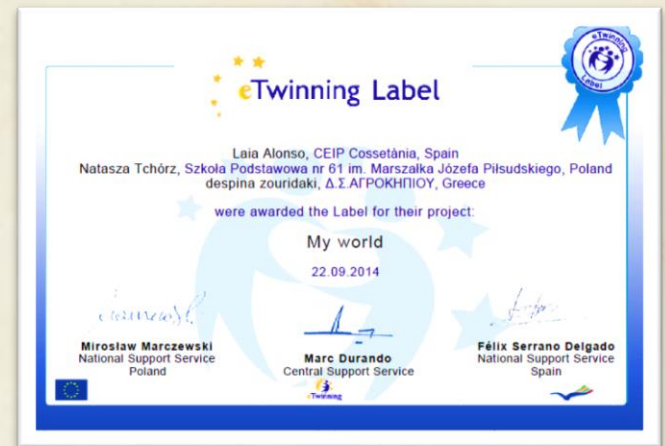 eTwinning Label
eTwinning
Label
Laia Alonso, CEIP Cossetània, Spain
Natasza Tchórz, Szkoła Podstawowa nr 61 im. Marszałka Józefa Piłsudskiego, Poland
despina zouridaki, Δ.Σ.ΑΓΡΟΚΗΠΙΟΥ, Greece
were awarded the Label for their project:
My world
22.09.2014
Mirosław Marczewski
National Support Service
Poland
Marc Durando
Central Support Service
eTwinning
Félix Serrano Delgado
National Support Service
Spain